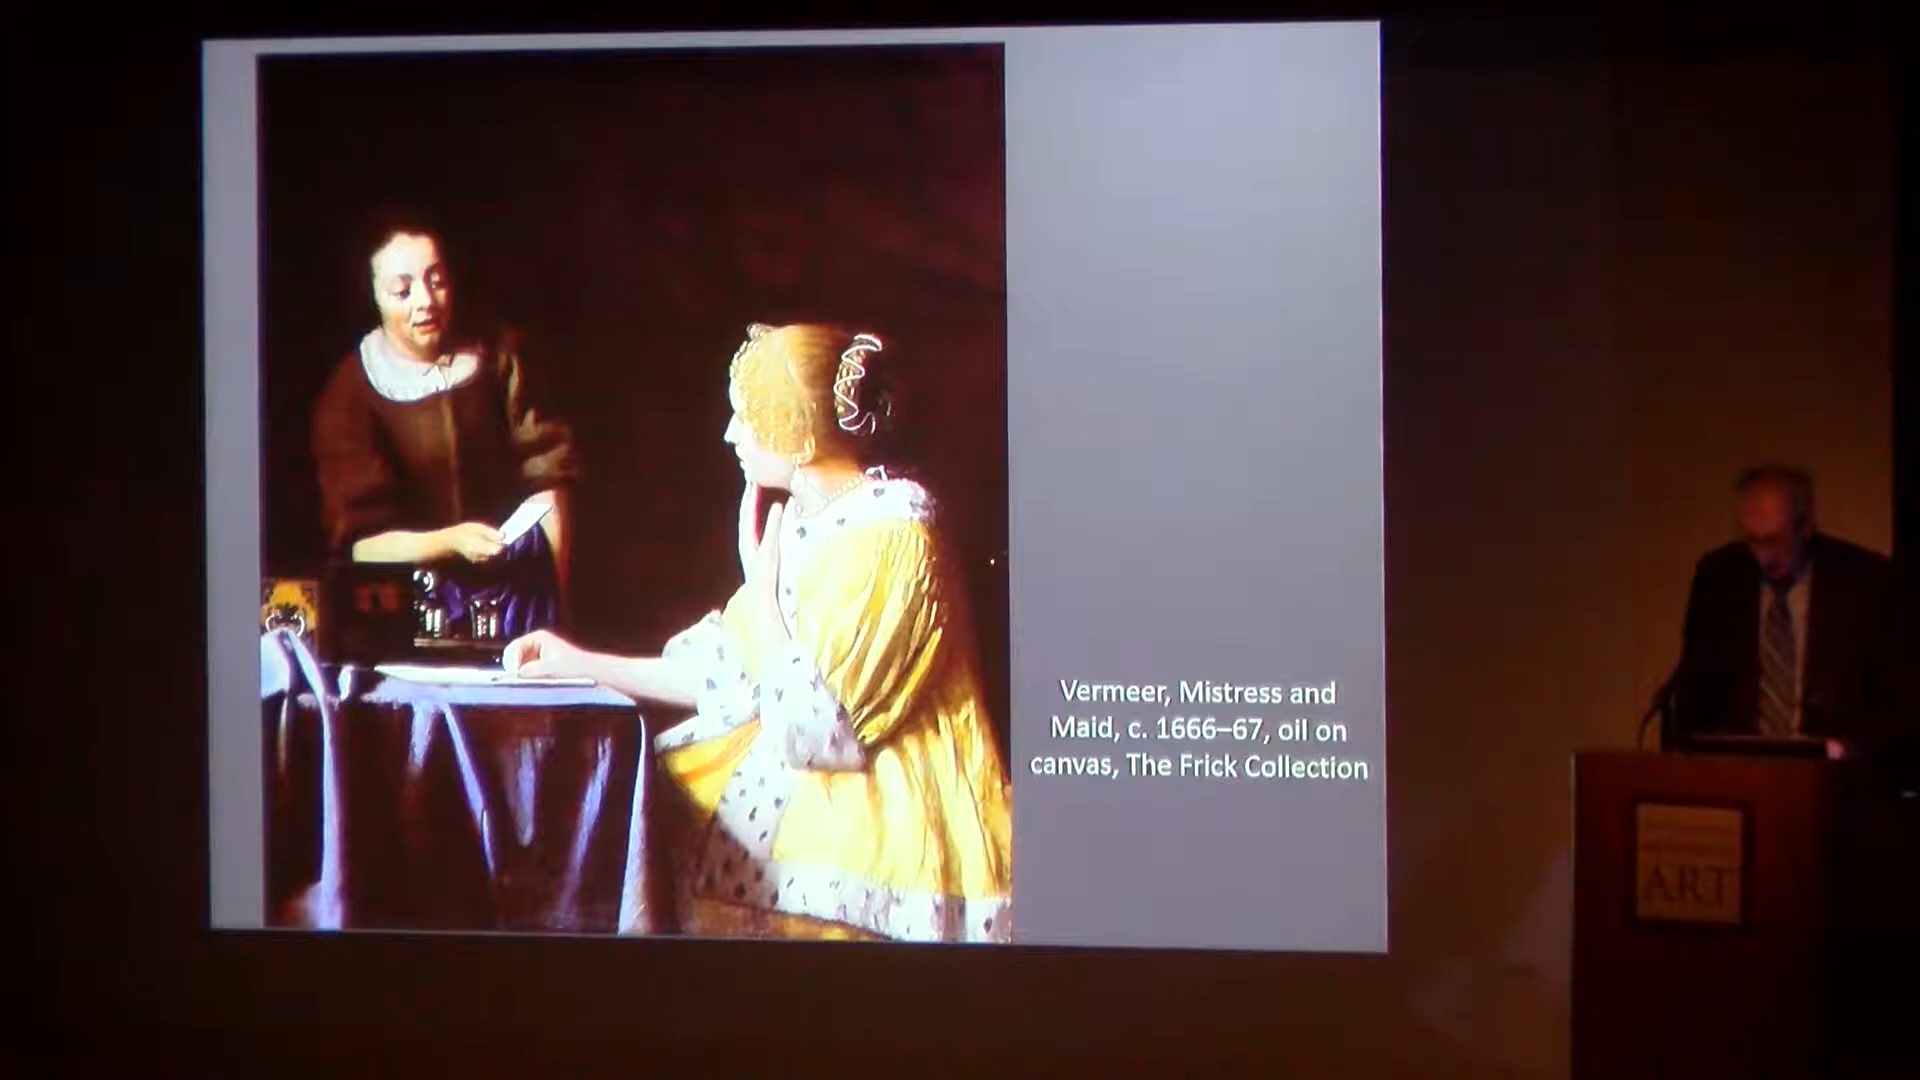 Vermeer, Mistress and
Maid, c. 1666–67, oil on
canvas, The Frick Collection
ART